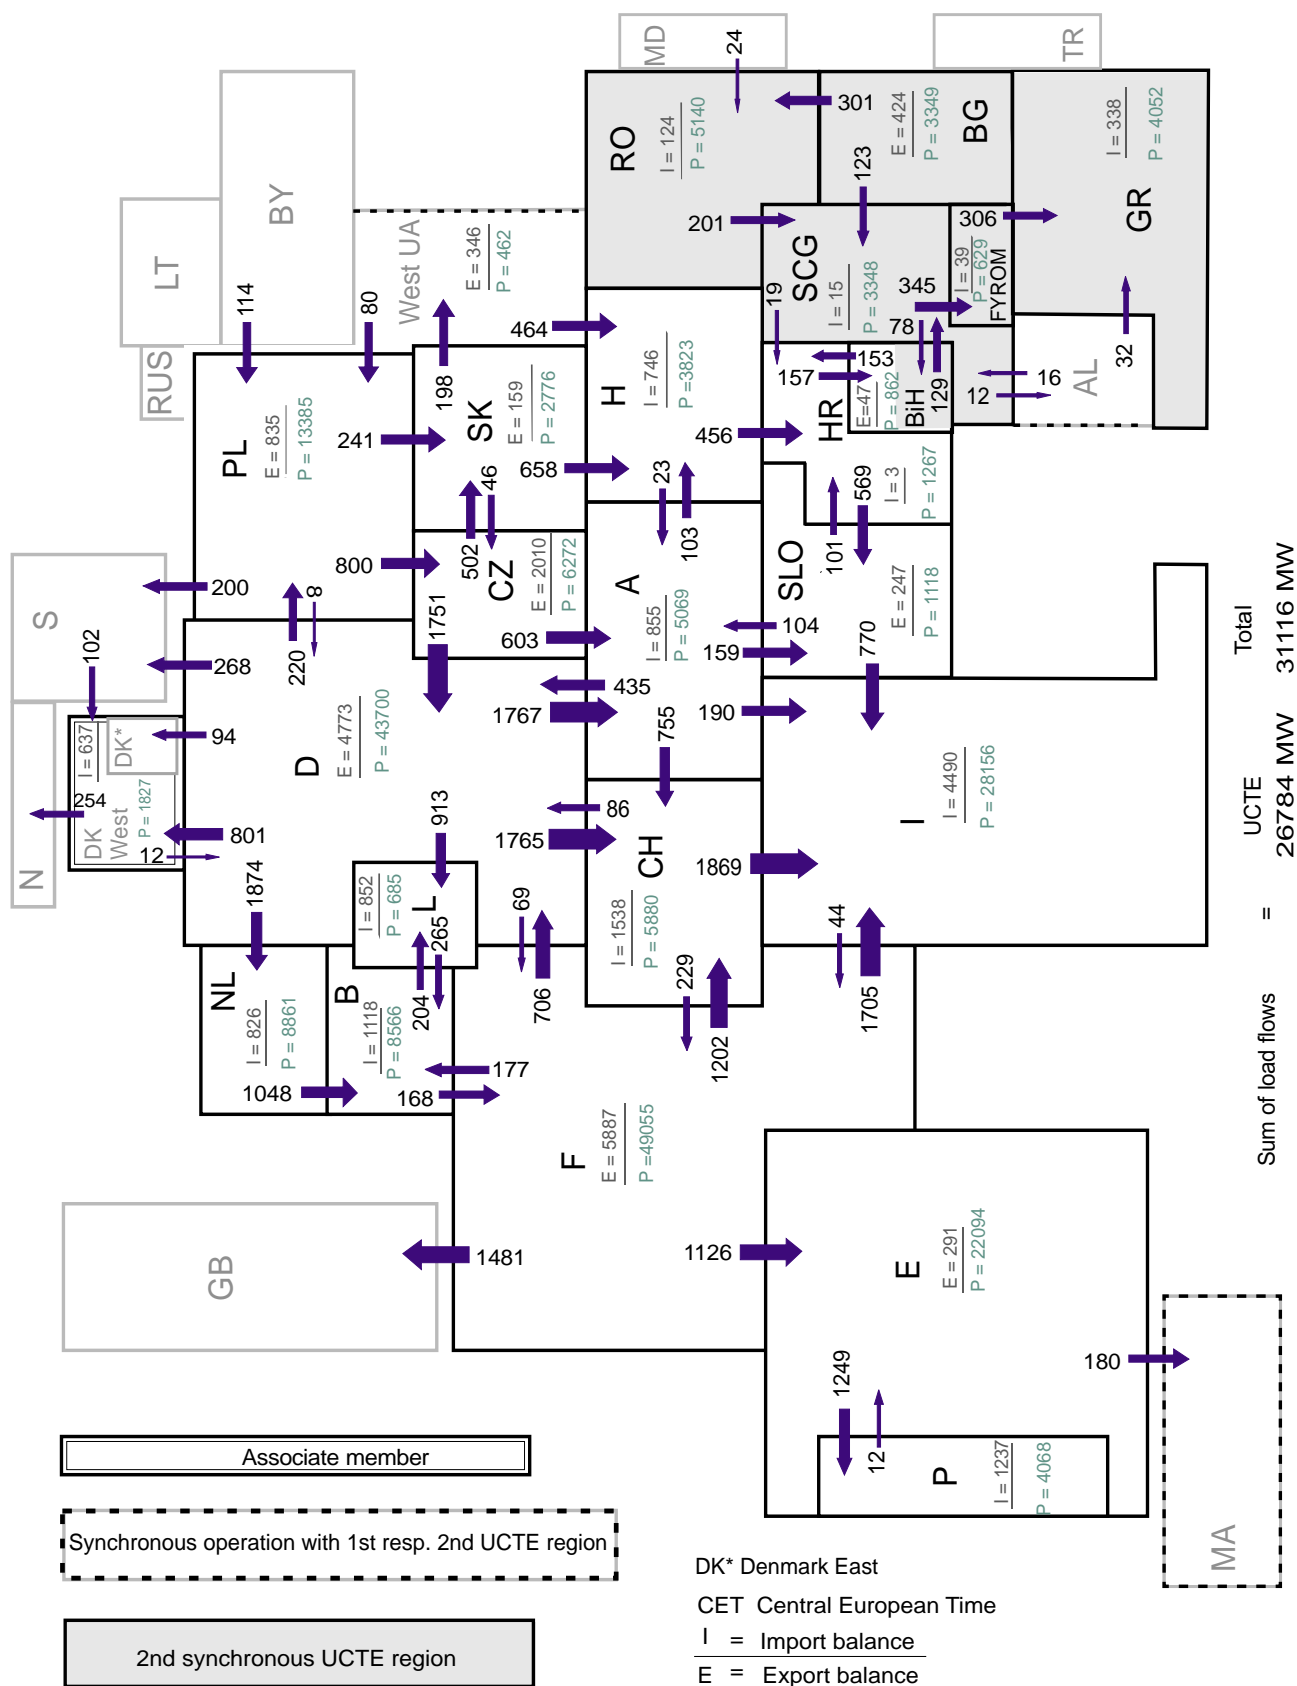 MD
24
TR
RO
I = 124
P = 5140
301
E = 424
P = 3349
BG
I = 338
P = 4052
GR
BY
LT
RUS
114
80
West UA
E = 346
P = 462
123
201
306
SCG
I = 15
P = 3348
I = 39
P = 629
FYROM
345
19
78
464
198
H
I = 746
P =3823
153
157
E=47
P = 862
BiH
129
16
12
AL
32
PL
E = 835
P = 13385
241
SK
E = 159
P = 2776
HR
456
I = 3
P = 1267
658
46
23
569
502
103
101
S
200
800
CZ
E = 2010
P = 6272
A
I = 855
P = 5069
SLO
E = 247
P = 1118
8
220
102
268
1751
603
104
159
770
435
1767
190
755
N
I = 637
DK*
94
P = 1827
DK
West
254
801
12
D
E = 4773
P = 43700
I
I = 4490
P = 28156
86
1765
913
CH
1869
I = 1538
P = 5880
1874
I = 852
P = 685
L
265
204
69
706
44
1705
229
1202
NL
I = 826
P = 8861
B
I = 1118
P = 8566
1048
177
168
F
E = 5887
P =49055
GB
1481
1126
E
E = 291
P = 22094
180
MA
1249
12
P
I = 1237
P = 4068
Total
31116 MW
UCTE
26784 MW
=
Sum of load flows
Associate member
Synchronous operation with 1st resp. 2nd UCTE region
2nd synchronous UCTE region
DK* Denmark East
CET Central European Time
I = Import balance
E = Export balance